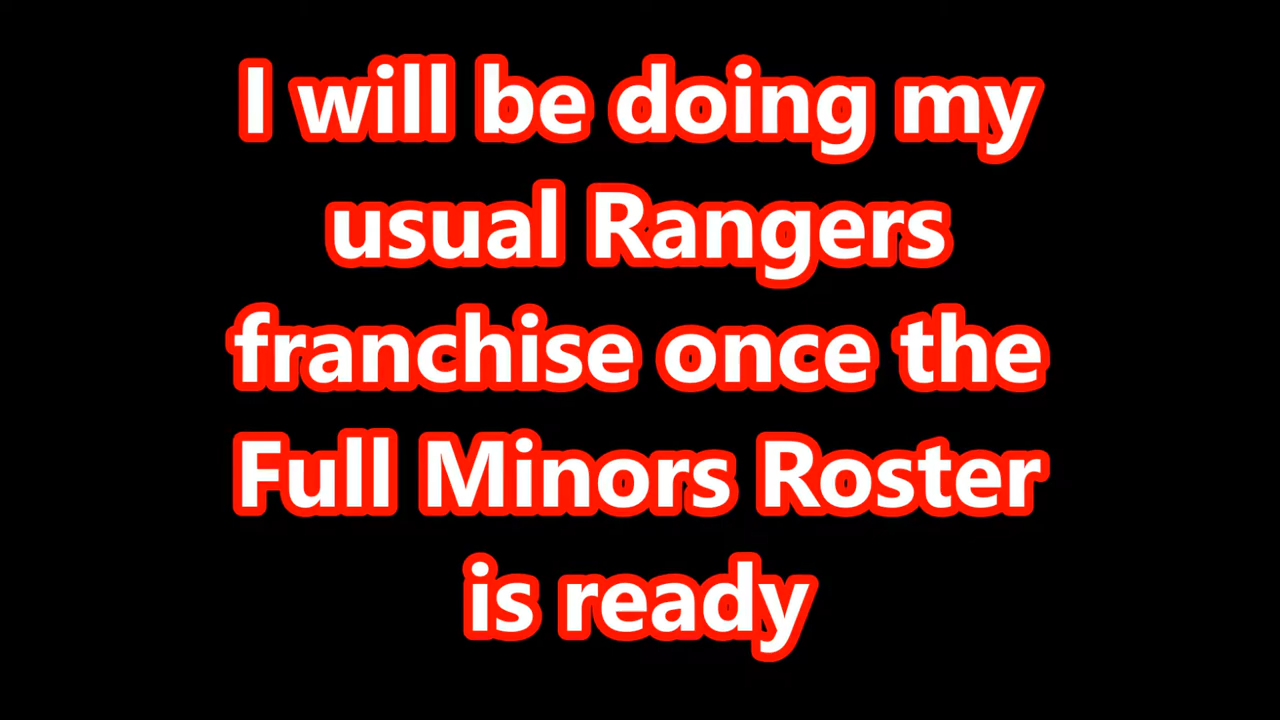 I will be doing my
usual Rangers
franchise once the
Full Minors Roster
is ready